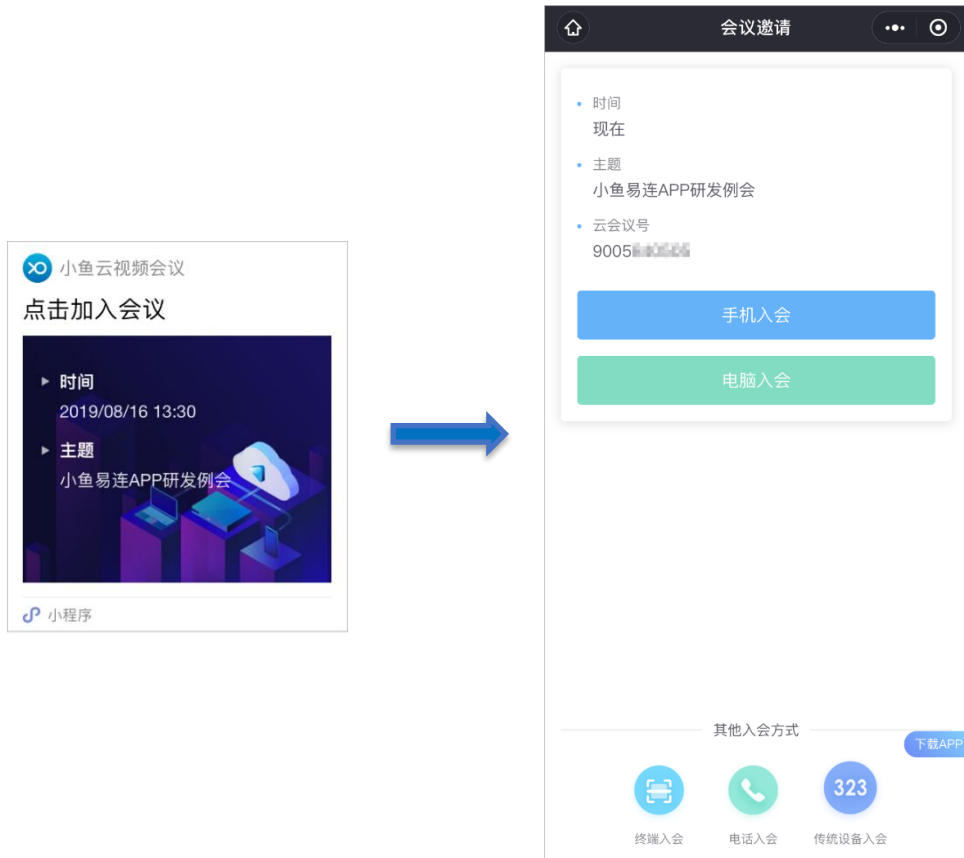 小鱼云视频会议
点击加入会议
时间
2019/08/16 13:30
主题
小鱼易连APP研发例会
小程序
会议邀请
时间
现在
主题
小鱼易连APP研发例会
云会议号
9005
手机入会
电脑入会
其他入会方式
下载APP
323
终端入会
电话入会
传统设备入会